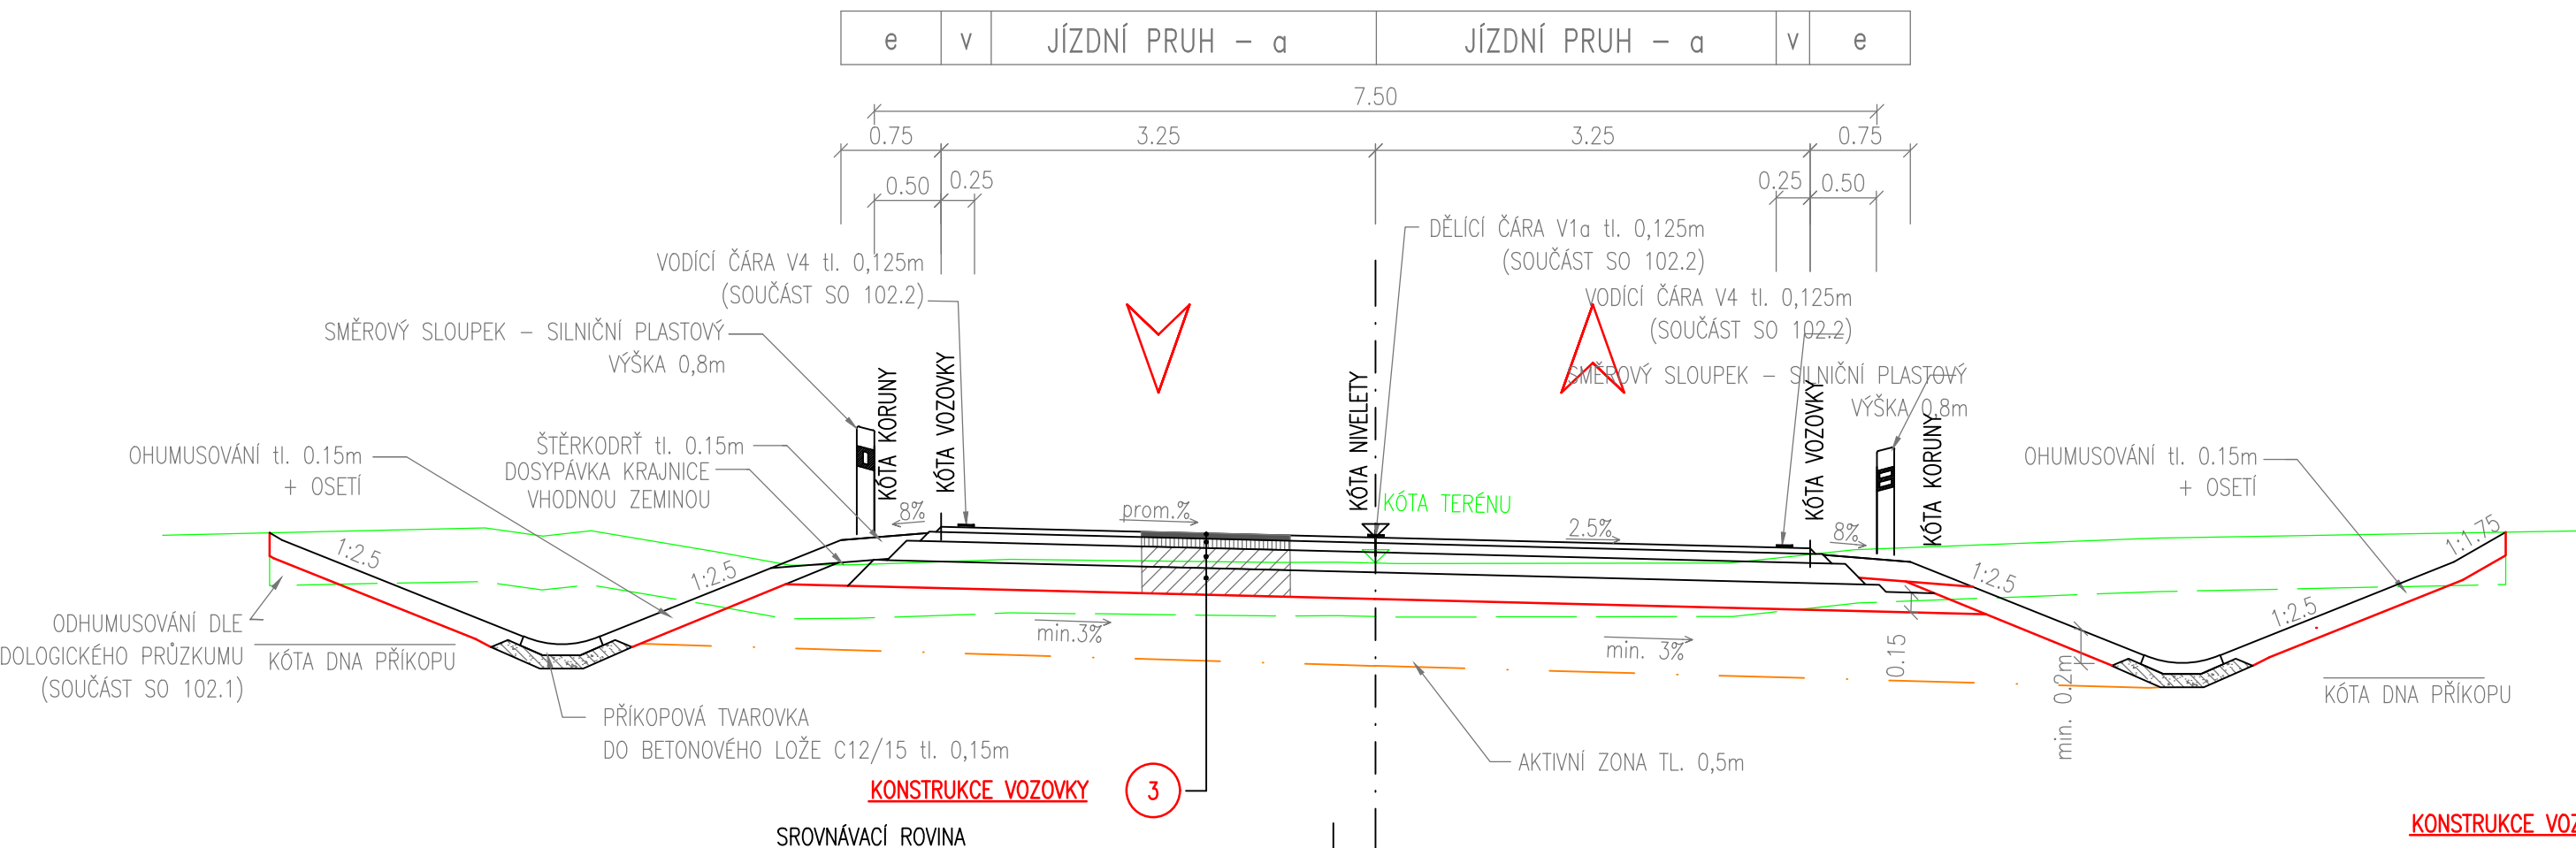 e v JÍZDNÍ PRUH – a JÍZDNÍ PRUH – a v e
7.50
0.75 3.25 3.25 0.75
0.50 0.25 0.25 0.50
DĚLÍCÍ ČÁRA V1a tl. 0,125m
(SOUČÁST SO 102.2)
VODÍCÍ ČÁRA V4 tl. 0,125m
(SOUČÁST SO 102.2)
VODÍCÍ ČÁRA V4 tl. 0,125m
(SOUČÁST SO 102.2)
SMĚROVÝ SLOUPEK – SILNIČNÍ PLASTOVÝ
VÝŠKA 0,8m
SMĚROVÝ SLOUPEK – SILNIČNÍ PLASTOVÝ
VÝŠKA 0,8m
KÓTA KORUNY
KÓTA VOZOVKY
KÓTA NIVELETY
KÓTA VOZOVKY
KÓTA KORUNY
OHUMUSOVÁNÍ tl. 0.15m
+ OSETÍ
ŠTĚRKODRŤ tl. 0.15m
DOSYPÁVKA KRAJNICE
VHODNOU ZEMINOU
KÓTA TERÉNU
OHUMUSOVÁNÍ tl. 0.15m
+ OSETÍ
8%
prom.%
2.5%
8%
1:2.5
1:2.5
1:2.5
1:2.5
1:1.75
ODHUMUSOVÁNÍ DLE
DOLOGICKÉHO PRŮZKUMU
(SOUČÁST SO 102.1)
KÓTA DNA PŘÍKOPU
min.3%
min. 3%
0.15
min. 0.2m
KÓTA DNA PŘÍKOPU
PŘÍKOPOVÁ TVAROVKA
DO BETONOVÉHO LOŽE C12/15 tl. 0,15m
AKTIVNÍ ZONA TL. 0,5m
KONSTRUKCE VOZOVKY 3
SROVNÁVACÍ ROVINA
KONSTRUKCE VOZ